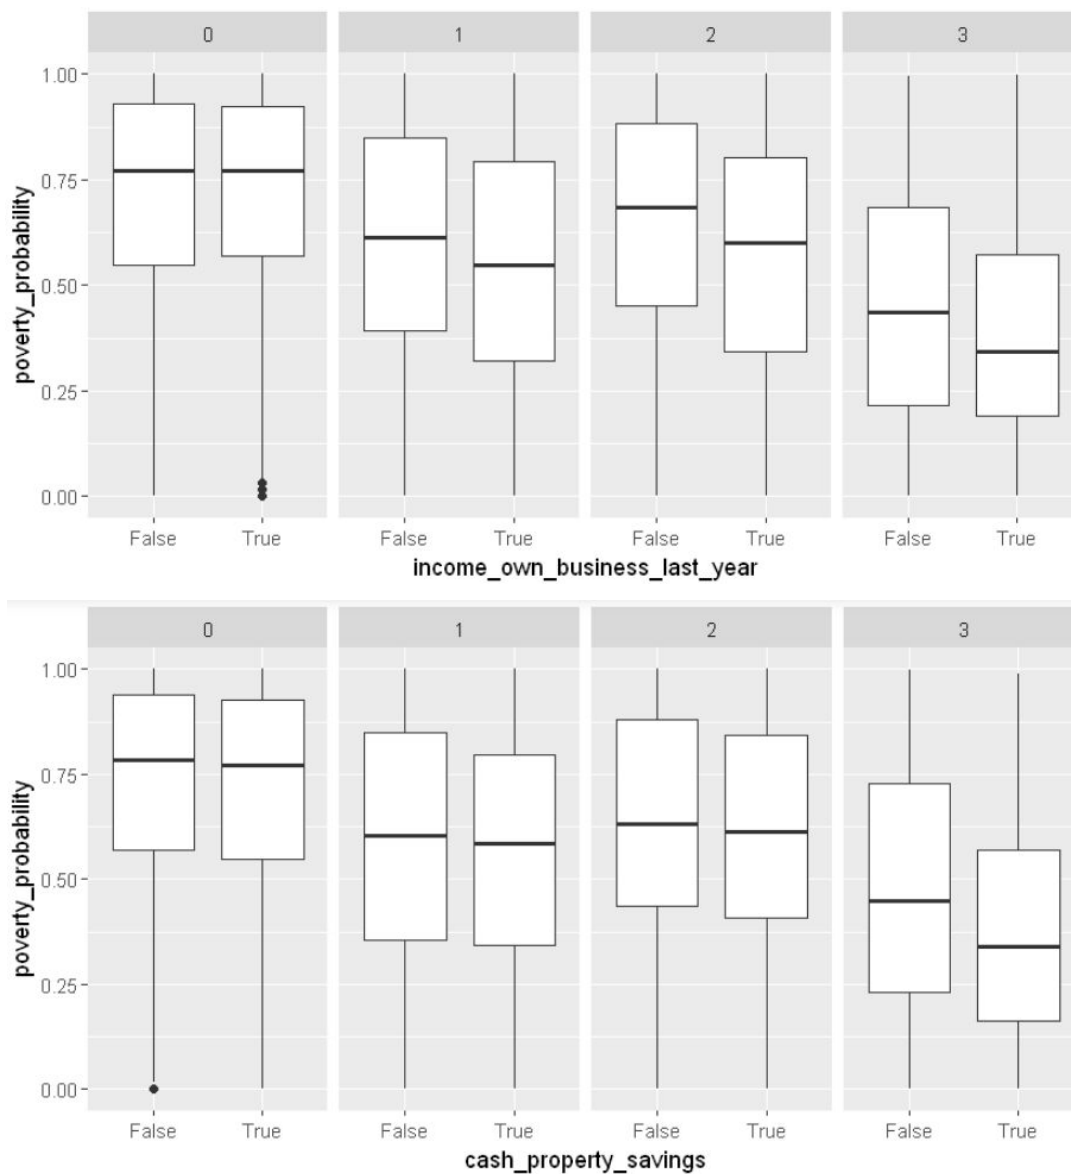 0 1 2 3
1.00
0.75
0.50
0.25
0.00
poverty_probability
False True False True False True False True
income_own_business_last_year
0 1 2 3
1.00
0.75
0.50
0.25
0.00
poverty_probability
False True False True False True False True
cash_property_savings